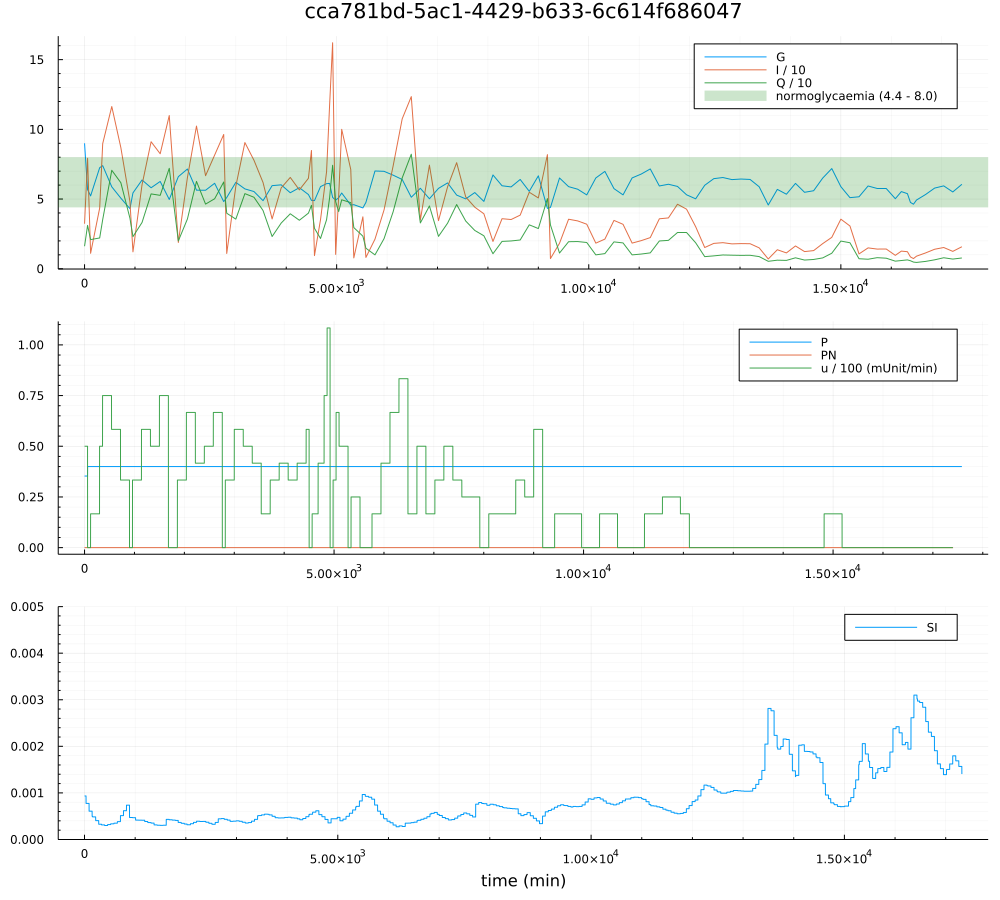 cca781bd-5ac1-4429-b633-6c614f686047
15
10
5
0
G
I / 10
Q / 10
normoglycaemia (4.4 - 8.0)
0
5.00×10³
1.00×10⁴
1.50×10⁴
1.00
0.75
0.50
0.25
0.00
P
PN
u / 100 (mUnit/min)
0
5.00×10³
1.00×10⁴
1.50×10⁴
0.005
0.004
0.003
0.002
0.001
0.000
SI
0
5.00×10³
1.00×10⁴
1.50×10⁴
time (min)